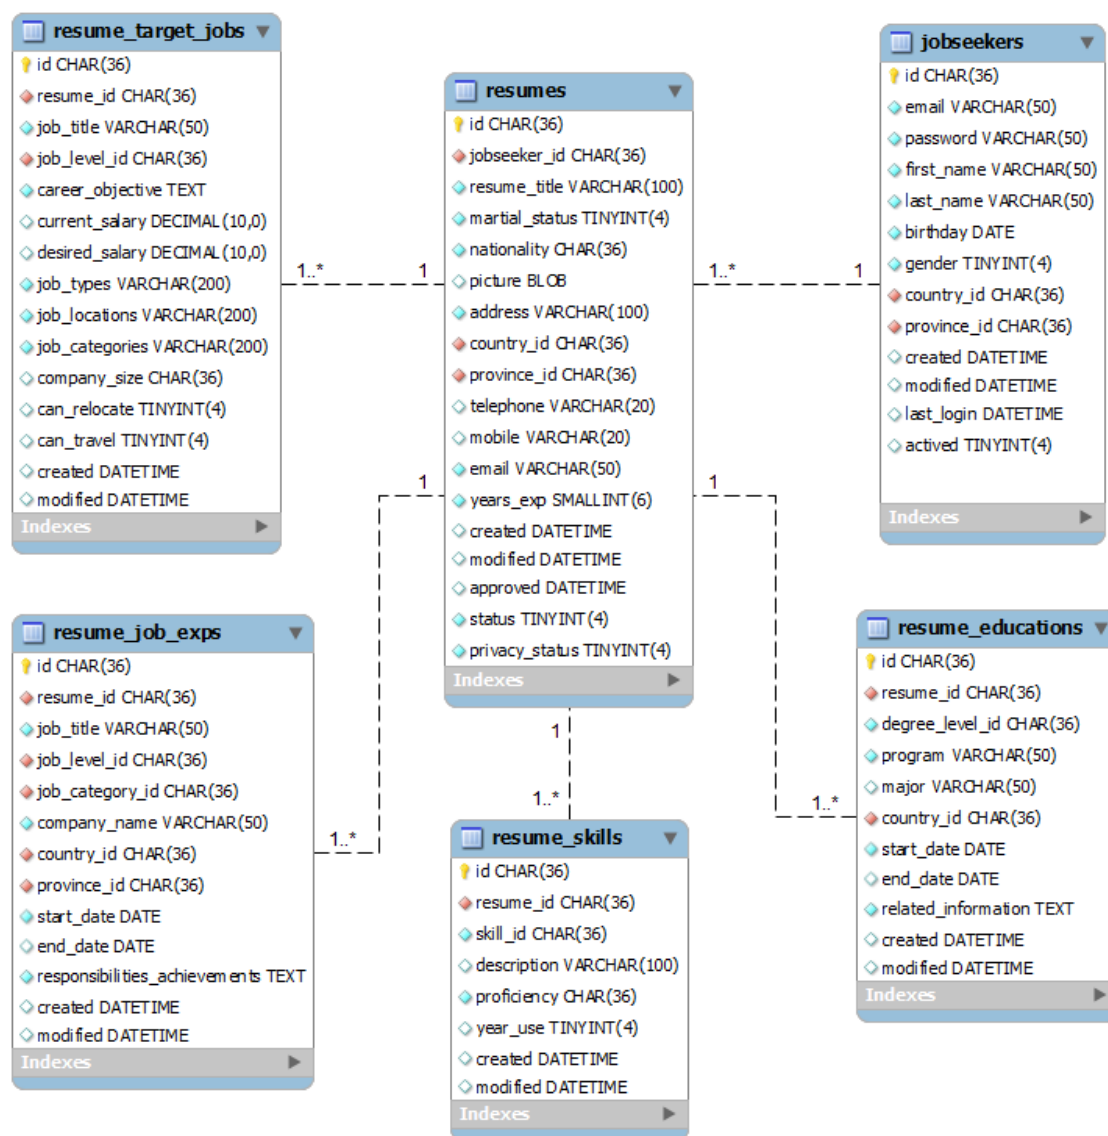 resume_target_jobs
id CHAR(36)
resume_id CHAR(36)
job_title VARCHAR(50)
job_level_id CHAR(36)
career_objective TEXT
current_salary DECIMAL(10,0)
desired_salary DECIMAL(10,0)
job_types VARCHAR(200)
job_locations VARCHAR(200)
job_categories VARCHAR(200)
company_size CHAR(36)
can_relocate TINYINT(4)
can_travel TINYINT(4)
created DATETIME
modified DATETIME
Indexes
1..*
1
resumes
id CHAR(36)
jobseeker_id CHAR(36)
resume_title VARCHAR(100)
martial_status TINYINT(4)
nationality CHAR(36)
picture BLOB
address VARCHAR(100)
country_id CHAR(36)
province_id CHAR(36)
telephone VARCHAR(20)
mobile VARCHAR(20)
email VARCHAR(50)
years_exp SMALLINT(6)
created DATETIME
modified DATETIME
approved DATETIME
status TINYINT(4)
privacy_status TINYINT(4)
Indexes
1..*
1
jobseekers
id CHAR(36)
email VARCHAR(50)
password VARCHAR(50)
first_name VARCHAR(50)
last_name VARCHAR(50)
birthday DATE
gender TINYINT(4)
country_id CHAR(36)
province_id CHAR(36)
created DATETIME
modified DATETIME
last_login DATETIME
actived TINYINT(4)
Indexes
1
1
resume_job_exps
id CHAR(36)
resume_id CHAR(36)
job_title VARCHAR(50)
job_level_id CHAR(36)
job_category_id CHAR(36)
company_name VARCHAR(50)
country_id CHAR(36)
province_id CHAR(36)
start_date DATE
end_date DATE
responsibilities_achievements TEXT
created DATETIME
modified DATETIME
Indexes
1..*
1
1..*
resume_skills
id CHAR(36)
resume_id CHAR(36)
skill_id CHAR(36)
description VARCHAR(100)
proficiency CHAR(36)
year_use TINYINT(4)
created DATETIME
modified DATETIME
Indexes
1..*
resume_educations
id CHAR(36)
resume_id CHAR(36)
degree_level_id CHAR(36)
program VARCHAR(50)
major VARCHAR(50)
country_id CHAR(36)
start_date DATE
end_date DATE
related_information TEXT
created DATETIME
modified DATETIME
Indexes